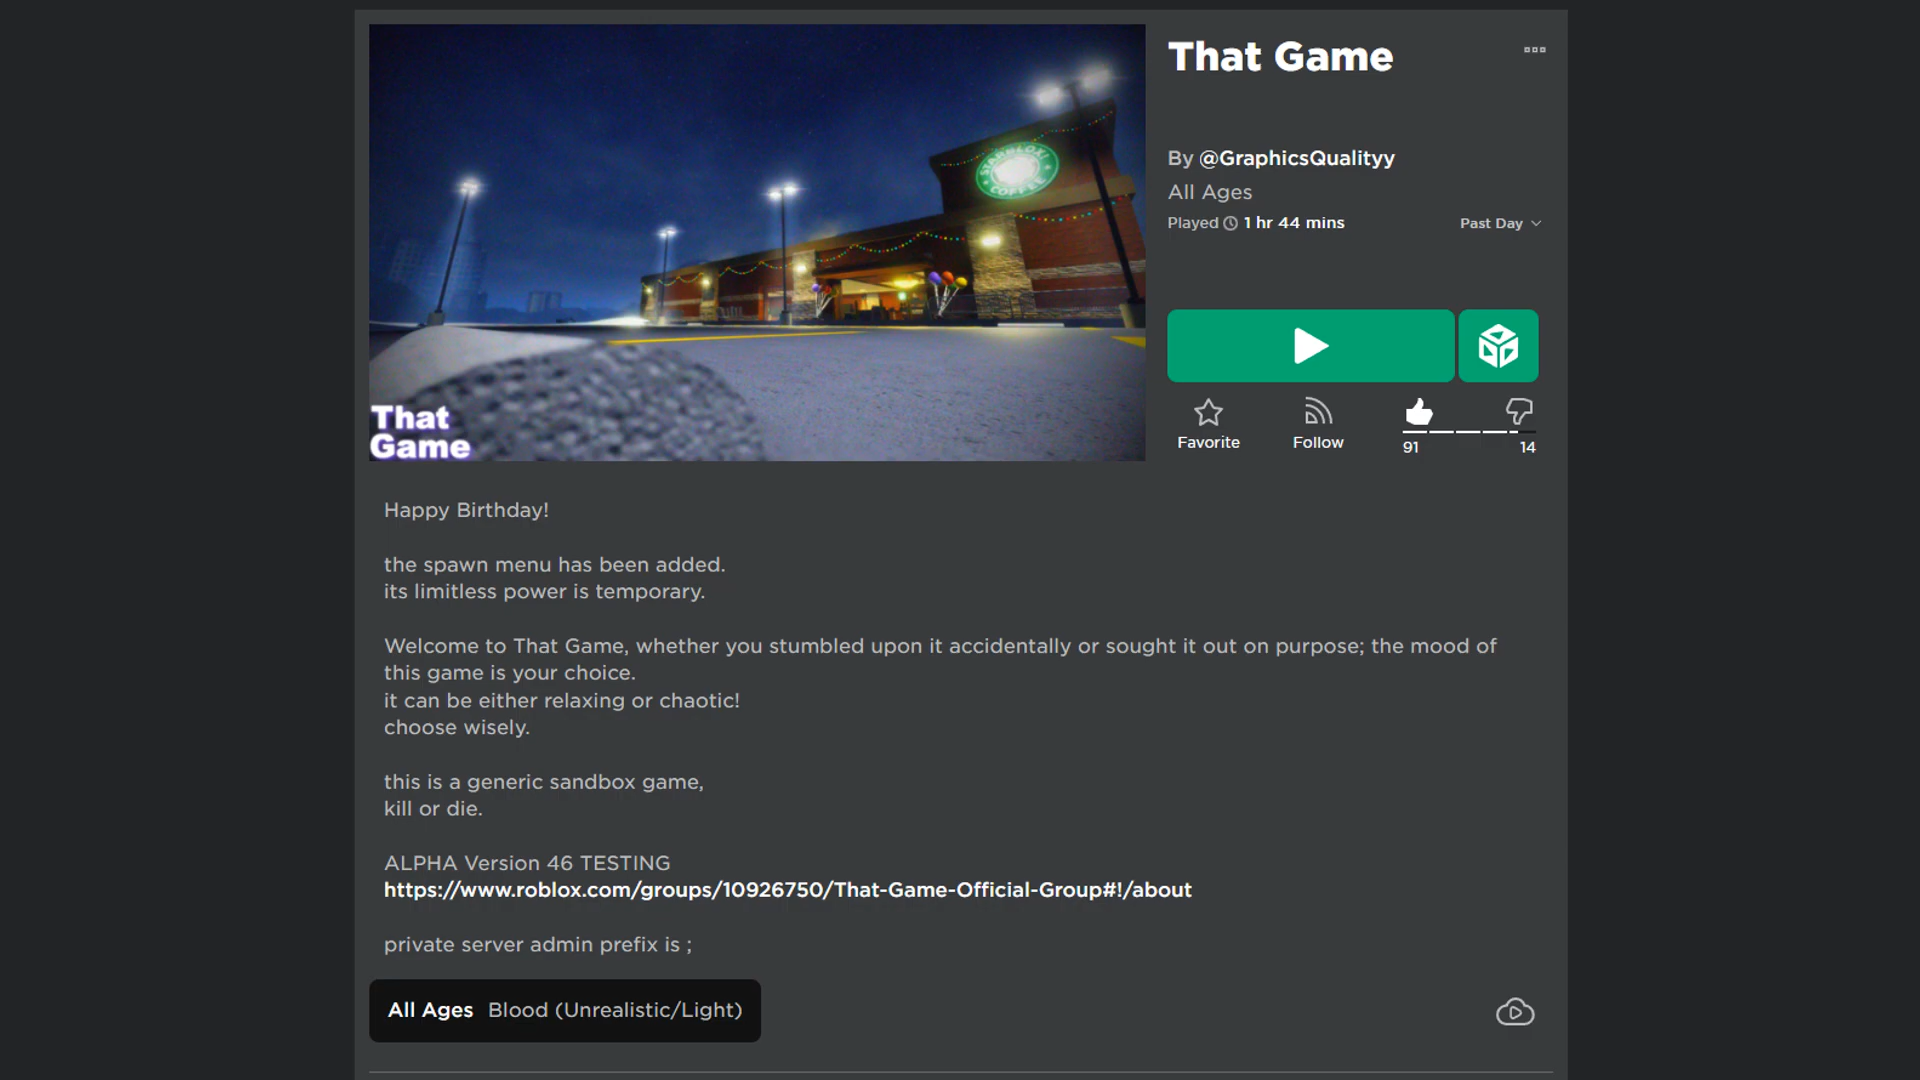 That Game
By @GraphicsQualityy
All Ages
Played 1 hr 44 mins
Past Day
STARBLOX!
COFFEE
That
Game
Favorite
Follow
91
14
Happy Birthday!
the spawn menu has been added.
its limitless power is temporary.
Welcome to That Game, whether you stumbled upon it accidentally or sought it out on purpose; the mood of
this game is your choice.
it can be either relaxing or chaotic!
choose wisely.
this is a generic sandbox game,
kill or die.
ALPHA Version 46 TESTING
https://www.roblox.com/groups/10926750/That-Game-Official-Group#!/about
private server admin prefix is ;
All Ages Blood (Unrealistic/Light)